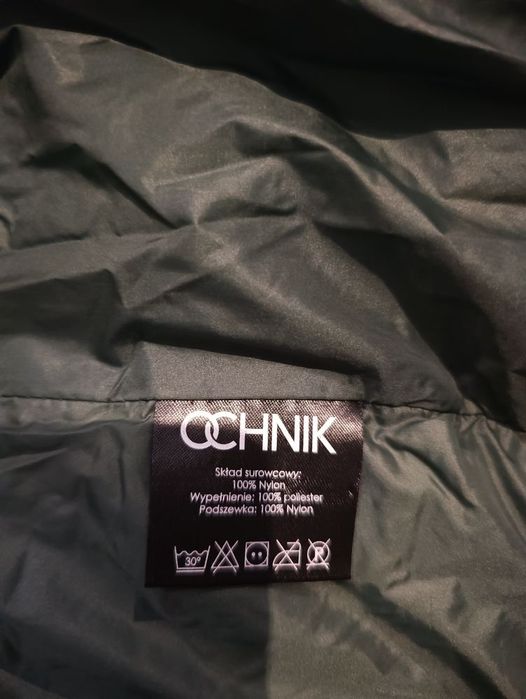 OCHNIK
Skład surowcowy:
100% Nylon
Wypełnienie: 100% poliester
Podszewka: 100% Nylon
30°
P